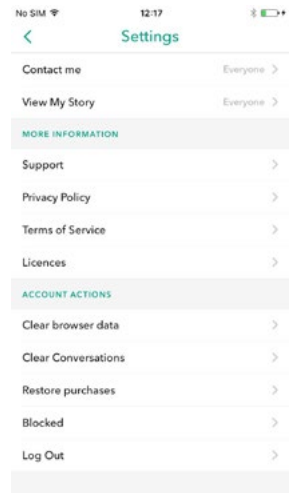 No SIM 12:17
Settings
Contact me Everyone
View My Story Everyone
MORE INFORMATION
Support
Privacy Policy
Terms of Service
Licences
ACCOUNT ACTIONS
Clear browser data
Clear Conversations
Restore purchases
Blocked
Log Out